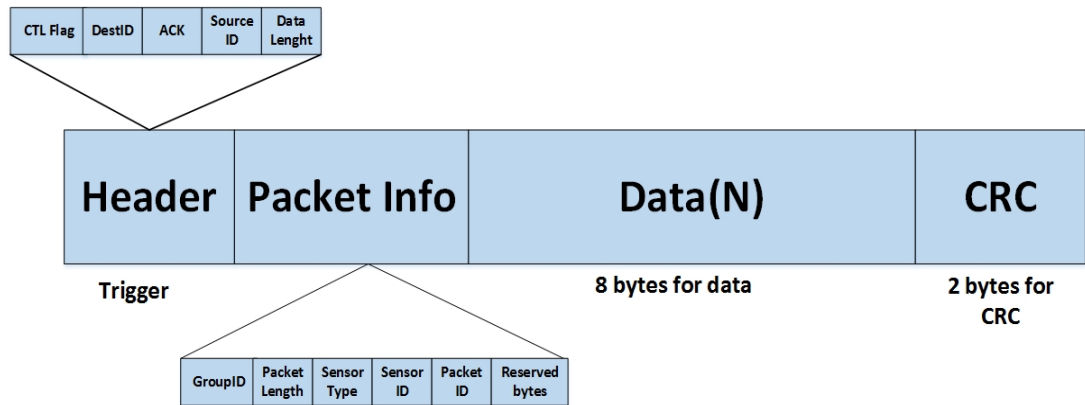 CTL Flag
DestID
ACK
Source
ID
Data
Lenght
Header
Packet Info
Data(N)
CRC
Trigger
8 bytes for data
2 bytes for
CRC
GroupID
Packet
Length
Sensor
Type
Sensor
ID
Packet
ID
Reserved
bytes